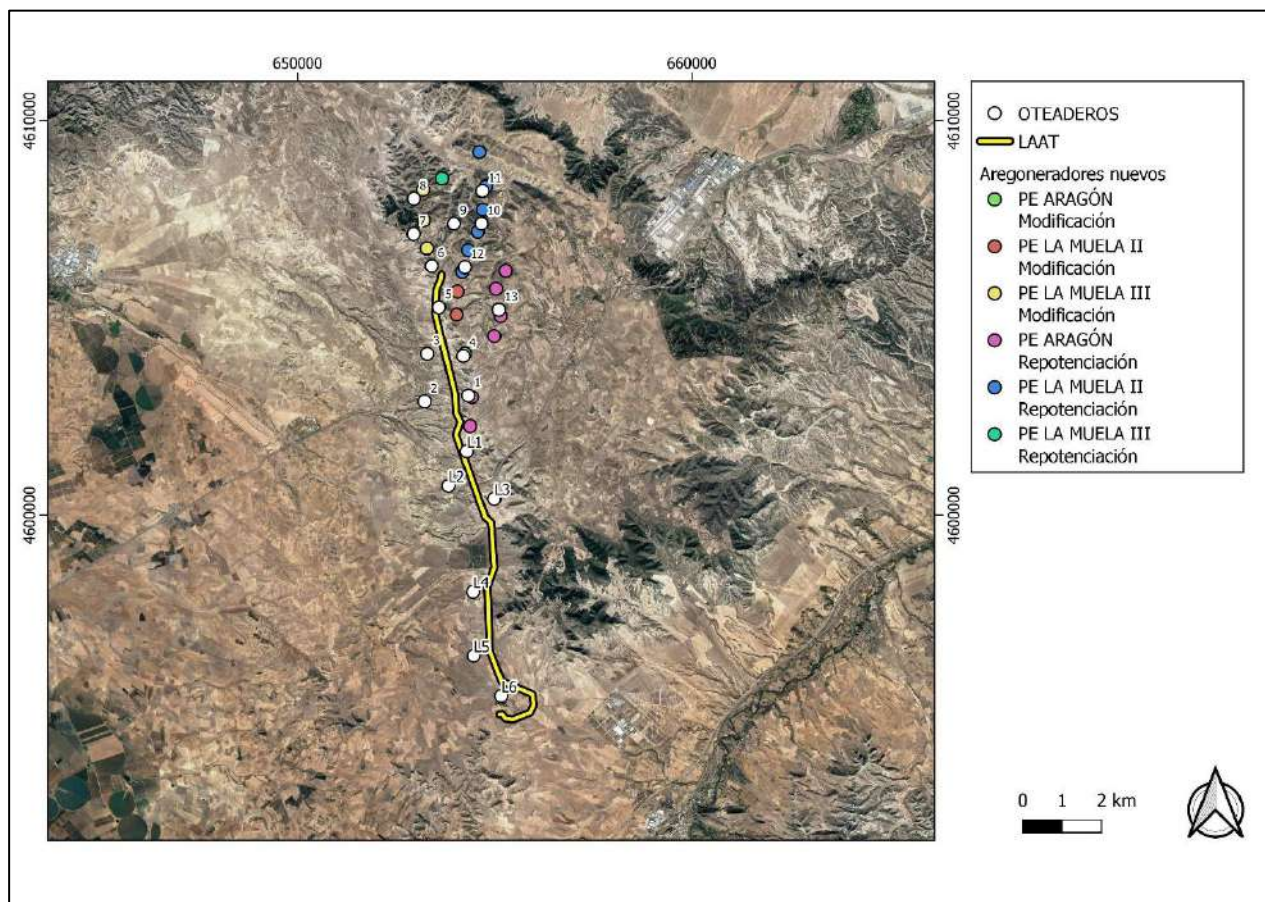 650000 660000
4610000 4610000
4600000 4600000
8
11
7
9
10
6
12
5
13
3
4
2
1
L1
L2
L3
L4
L5
L6
OTEADEROS
LAAT
Aregoneradores nuevos
PE ARAGÓN
Modificación
PE LA MUELA II
Modificación
PE LA MUELA III
Modificación
PE ARAGÓN
Repotenciación
PE LA MUELA II
Repotenciación
PE LA MUELA III
Repotenciación
0 1 2 km